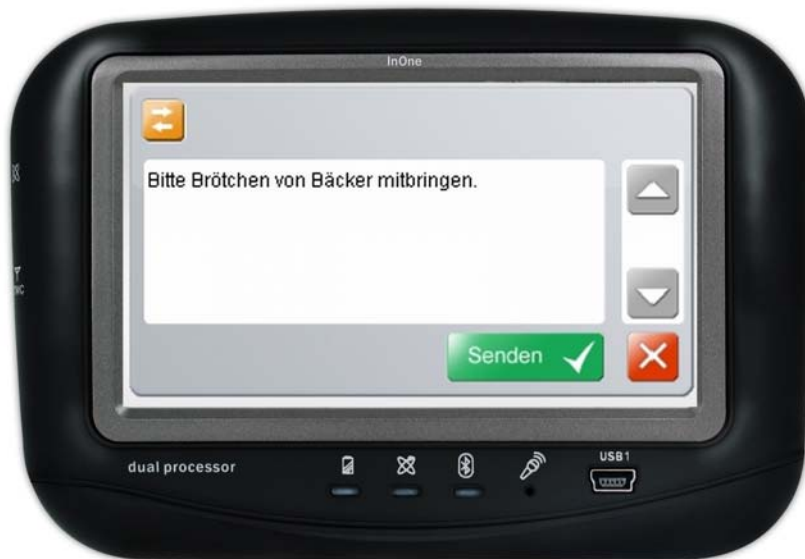 InOne
Bitte Brötchen von Bäcker mitbringen.
Senden
dual processor
USB1